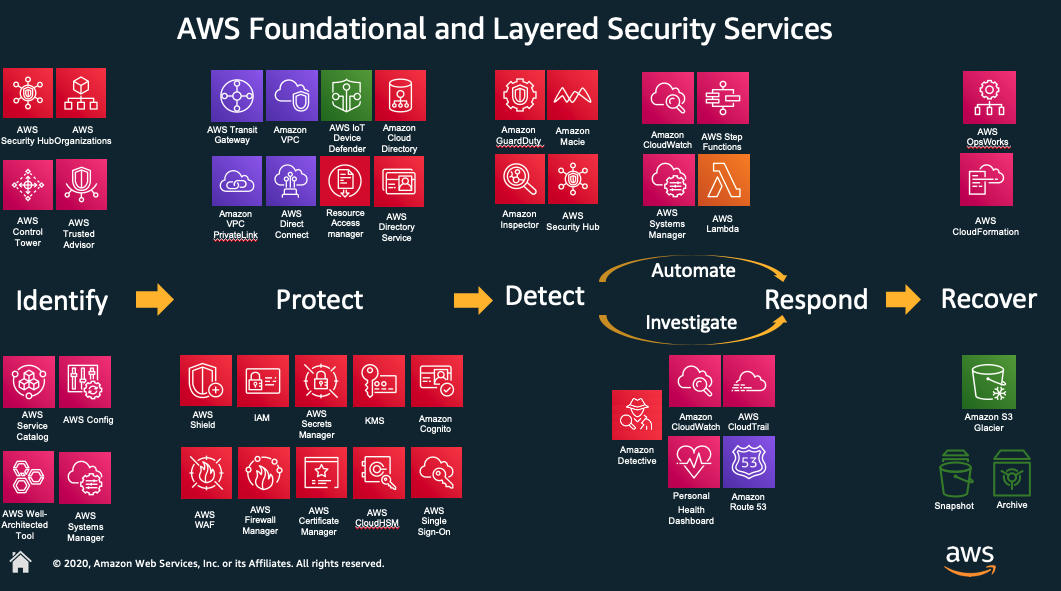 AWS Foundational and Layered Security Services
AWS
Security Hub
AWS
Organizations
AWS
Control
Tower
AWS
Trusted
Advisor
AWS Transit
Gateway
Amazon
VPC
AWS IoT
Device
Defender
Amazon
Cloud
Directory
Amazon
VPC
PrivateLink
AWS
Direct
Connect
Resource
Access
manager
AWS
Directory
Service
Amazon
GuardDuty
Amazon
Macie
Amazon
Inspector
AWS
Security Hub
Amazon
CloudWatch
AWS Step
Functions
AWS
Systems
Manager
AWS
Lambda
AWS
OpsWorks
AWS
CloudFormation
Identify
Protect
Detect
Automate
Investigate
Respond
Recover
AWS
Service
Catalog
AWS Config
AWS Well-
Architected
Tool
AWS
Systems
Manager
AWS
Shield
IAM
AWS
Secrets
Manager
KMS
Amazon
Cognito
AWS
WAF
AWS
Firewall
Manager
AWS
Certificate
Manager
AWS
CloudHSM
AWS
Single
Sign-On
Amazon
Detective
Amazon
CloudWatch
AWS
CloudTrail
Personal
Health
Dashboard
53
Amazon
Route 53
Amazon S3
Glacier
Snapshot
Archive
© 2020, Amazon Web Services, Inc. or its Affiliates. All rights reserved.
aws